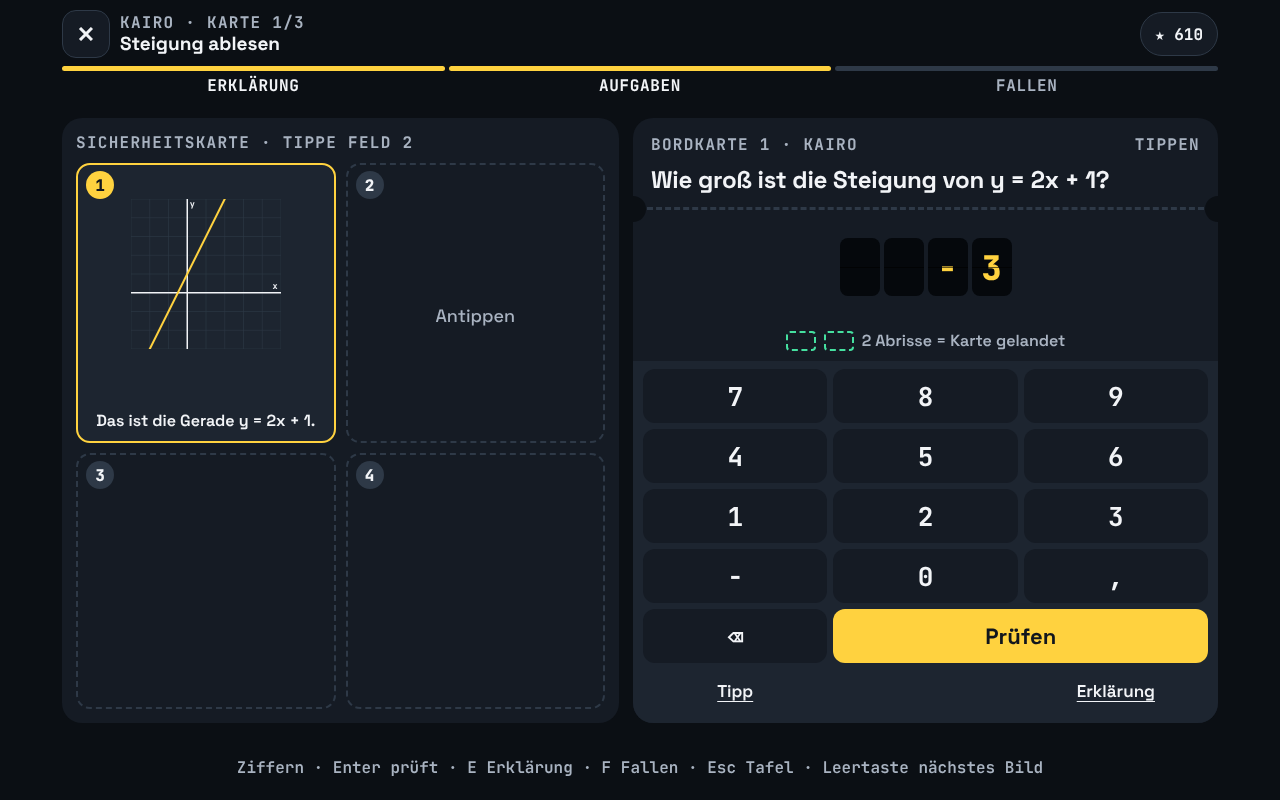 ✕
KAIRO · KARTE 1/3
Steigung ablesen
★ 610
ERKLÄRUNG
AUFGABEN
FALLEN
SICHERHEITSKARTE · TIPPE FELD 2
1
y
x
Das ist die Gerade y = 2x + 1.
2
Antippen
3
4
BORDKARTE 1 · KAIRO
TIPPEN
Wie groß ist die Steigung von y = 2x + 1?
- 3
2 Abrisse = Karte gelandet
7 8 9
4 5 6
1 2 3
- 0 ,
⌫ Prüfen
Tipp Erklärung
Ziffern · Enter prüft · E Erklärung · F Fallen · Esc Tafel · Leertaste nächstes Bild